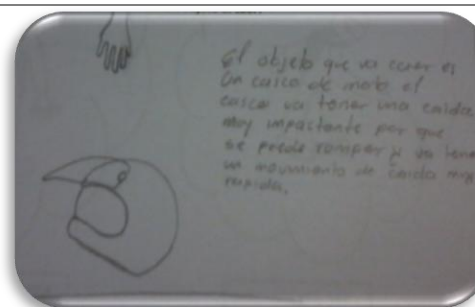 El objeto que va caer es
Un casco de moto el
casco va tener una caida
muy impactante por que
se puede romper y va tener
un movimiento de caida muy
rapida.